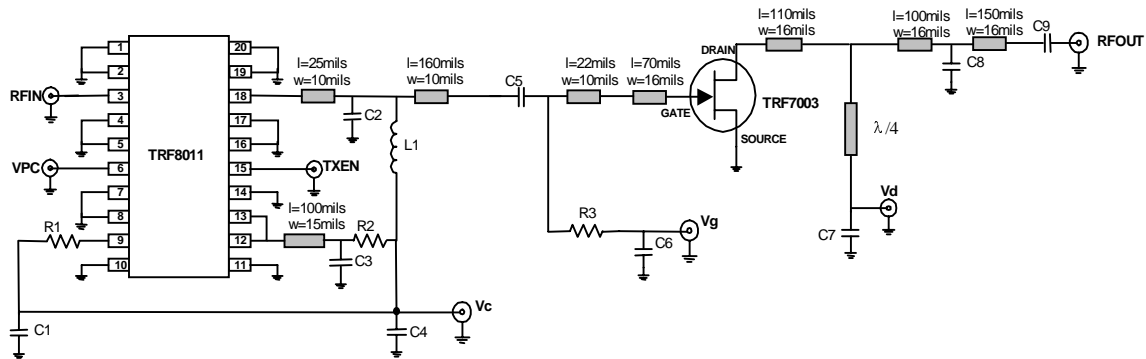 l=110mils
w=16mils
l=100mils
w=16mils
l=150mils
w=16mils
C9
RFOUT
C8
DRAIN
TRF7003
GATE
SOURCE
l=25mils
w=10mils
l=160mils
w=10mils
C5
l=22mils
w=10mils
l=70mils
w=16mils
1
2
3
4
5
6
7
8
9
10
20
19
18
17
16
15
14
13
12
11
RFIN
VPC
TRF8011
TXEN
C2
L1
λ/4
Vd
C7
R1
l=100mils
w=15mils
R2
C3
R3
Vg
C6
C1
C4
Vc